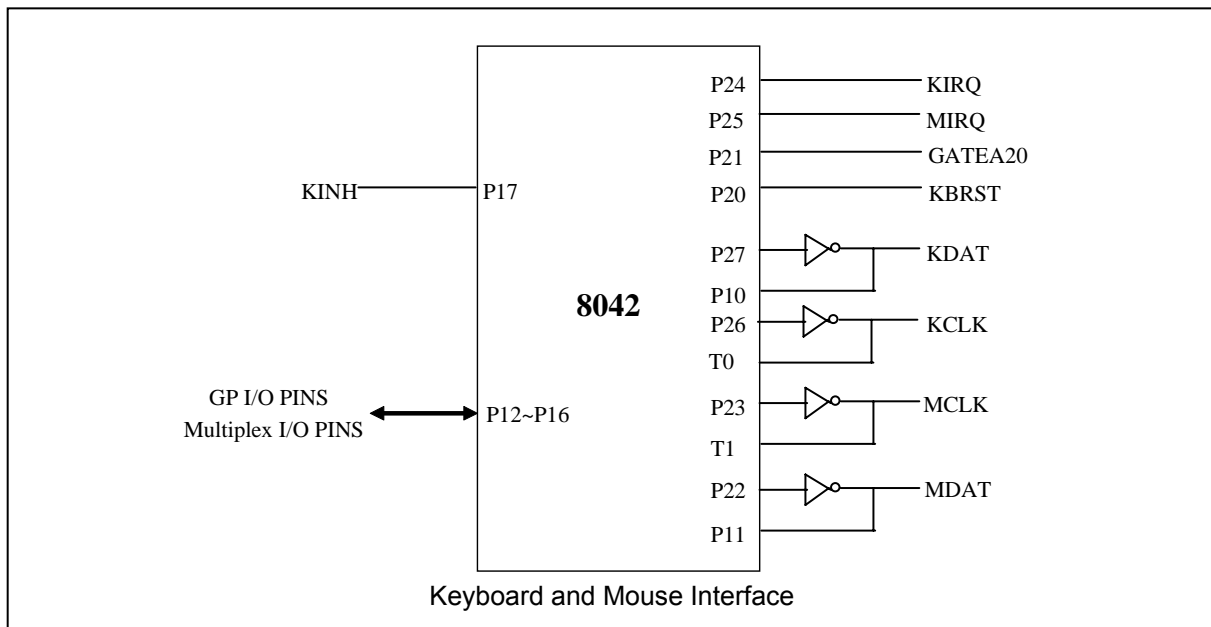 P24 KIRQ
P25 MIRQ
P21 GATEA20
KINH P17 P20 KBRST
P27 KDAT
P10
8042
P26 KCLK
T0
GP I/O PINS
Multiplex I/O PINS
P12~P16
P23 MCLK
T1
P22 MDAT
P11
Keyboard and Mouse Interface